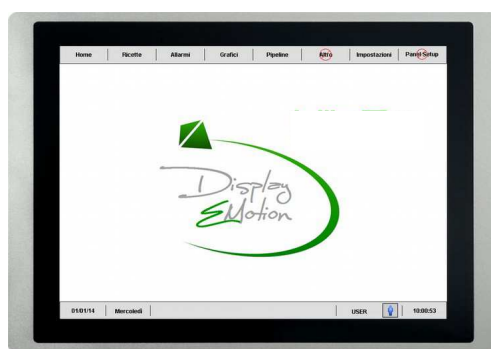 Home Ricette Allarmi Grafici Pipeline Altro Impostazioni Panel Setup
Display
EMotion
01/01/14 Mercoledì USER 10:00:53